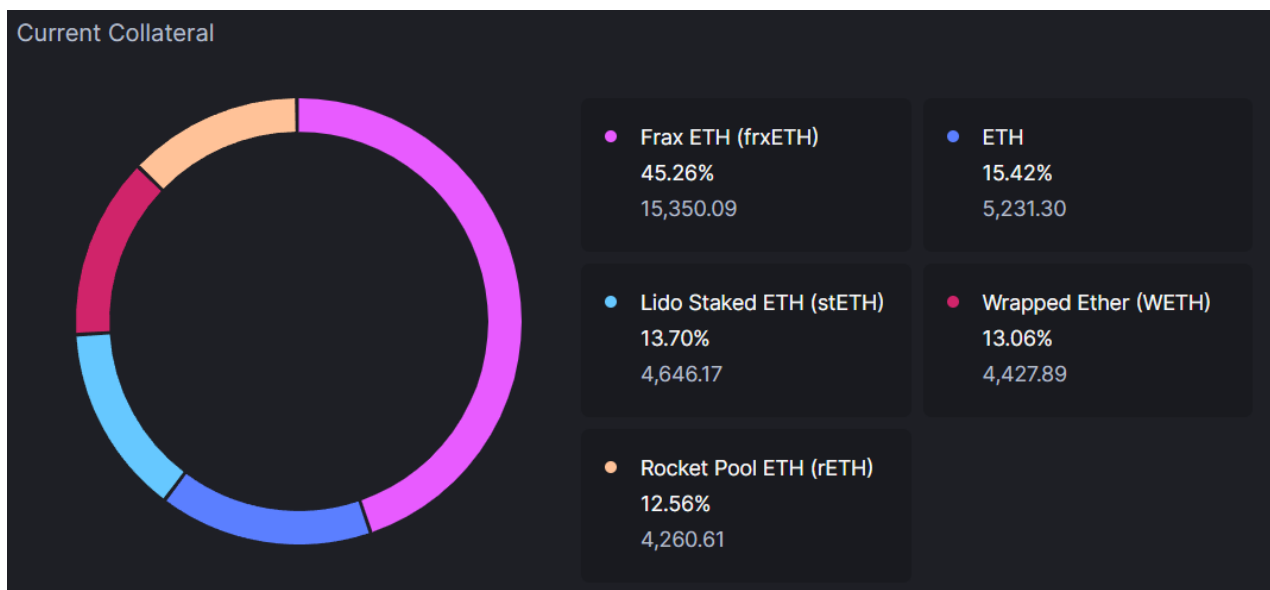 Current Collateral
Frax ETH (frxETH)
45.26%
15,350.09
ETH
15.42%
5,231.30
Lido Staked ETH (stETH)
13.70%
4,646.17
Wrapped Ether (WETH)
13.06%
4,427.89
Rocket Pool ETH (rETH)
12.56%
4,260.61